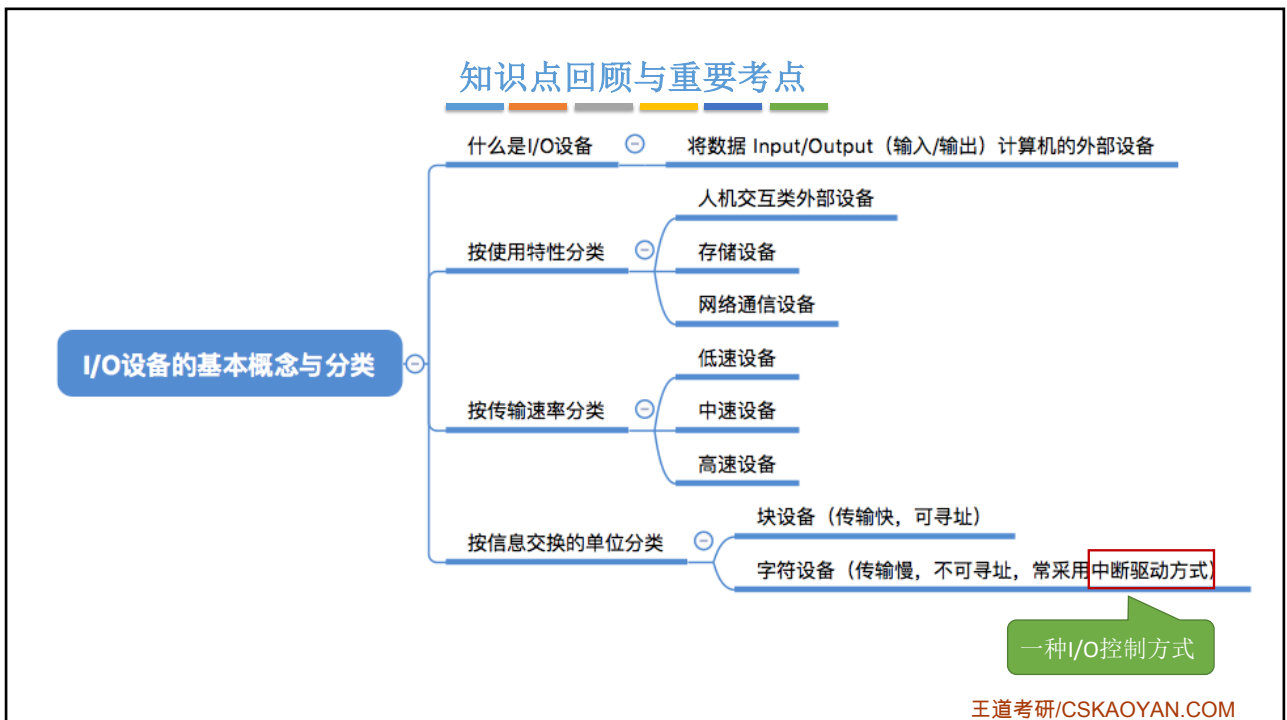 知识点回顾与重要考点
什么是I/O设备
将数据 Input/Output（输入/输出）计算机的外部设备
人机交互类外部设备
按使用特性分类
存储设备
网络通信设备
I/O设备的基本概念与分类
低速设备
按传输速率分类
中速设备
高速设备
块设备（传输快，可寻址）
按信息交换的单位分类
字符设备（传输慢，不可寻址，常采用中断驱动方式）
一种I/O控制方式
王道考研/CSKAOYAN.COM